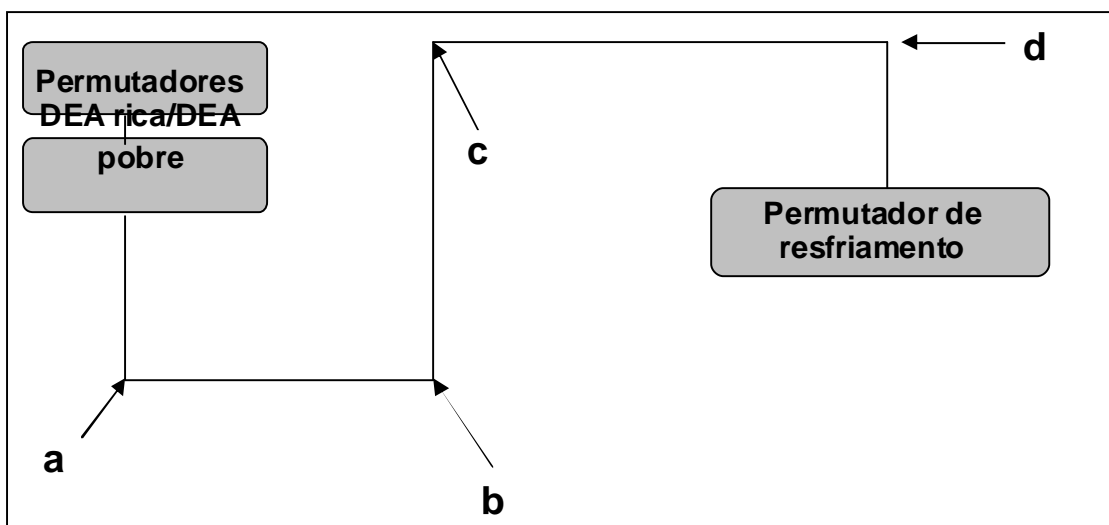 Permutadores
DEA rica/DEA
pobre
d
c
Permutador de
resfriamento
a
b